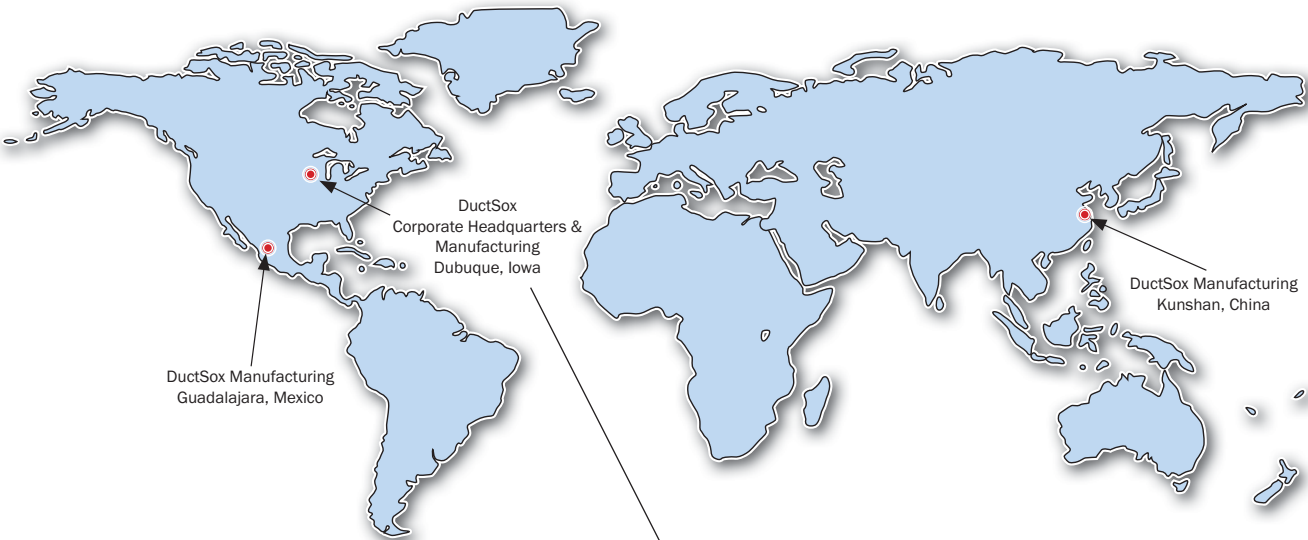 DuctSox
Corporate Headquarters &
Manufacturing
Dubuque, Iowa
DuctSox Manufacturing
Kunshan, China
DuctSox Manufacturing
Guadalajara, Mexico